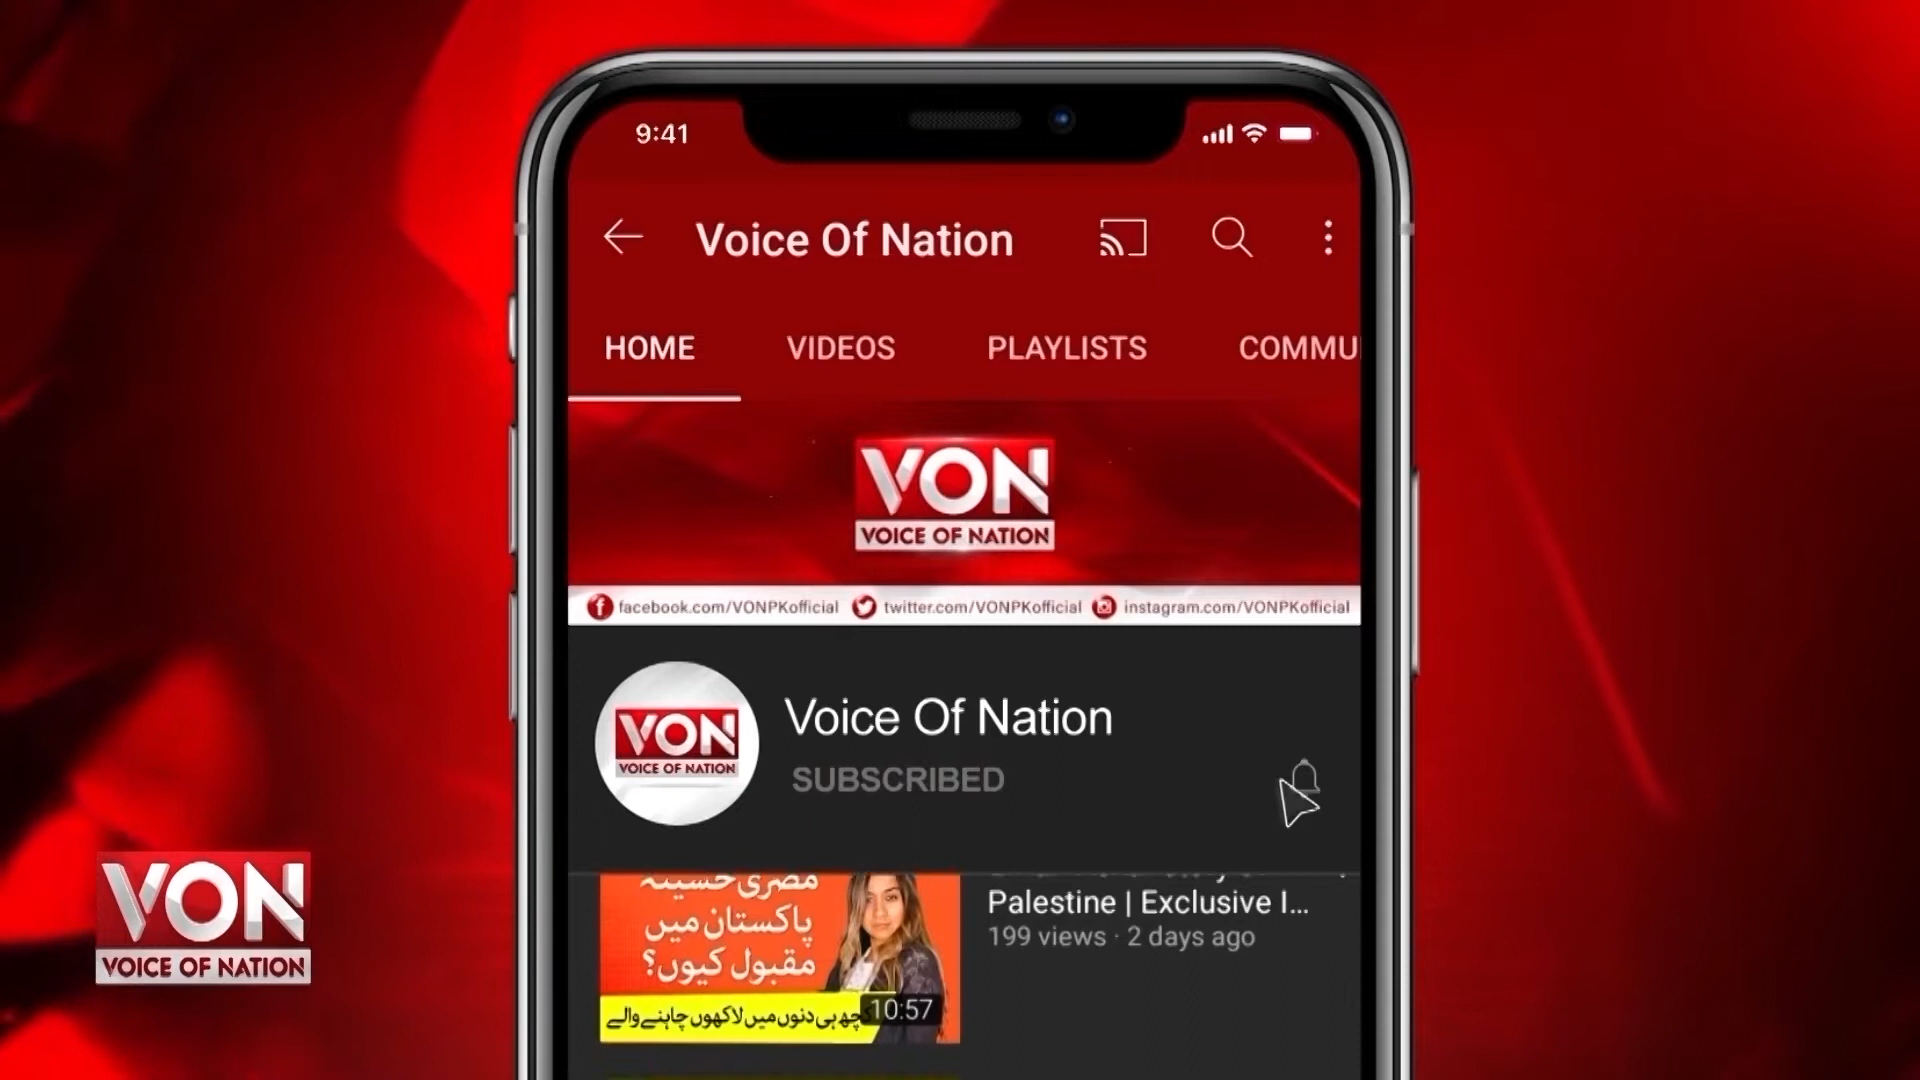 9:41
Voice Of Nation
HOME VIDEOS PLAYLISTS COMMU
VON
VOICE OF NATION
facebook.com/VONPKofficial twitter.com/VONPKofficial instagram.com/VONPKofficial
VON
VOICE OF NATION
Voice Of Nation
SUBSCRIBED
مصری حسینہ
پاکستان میں
مقبول کیوں؟
کچھ ہی دنوں میں لاکھوں چاہنے والے
10:57
Palestine | Exclusive I...
199 views · 2 days ago
VON
VOICE OF NATION